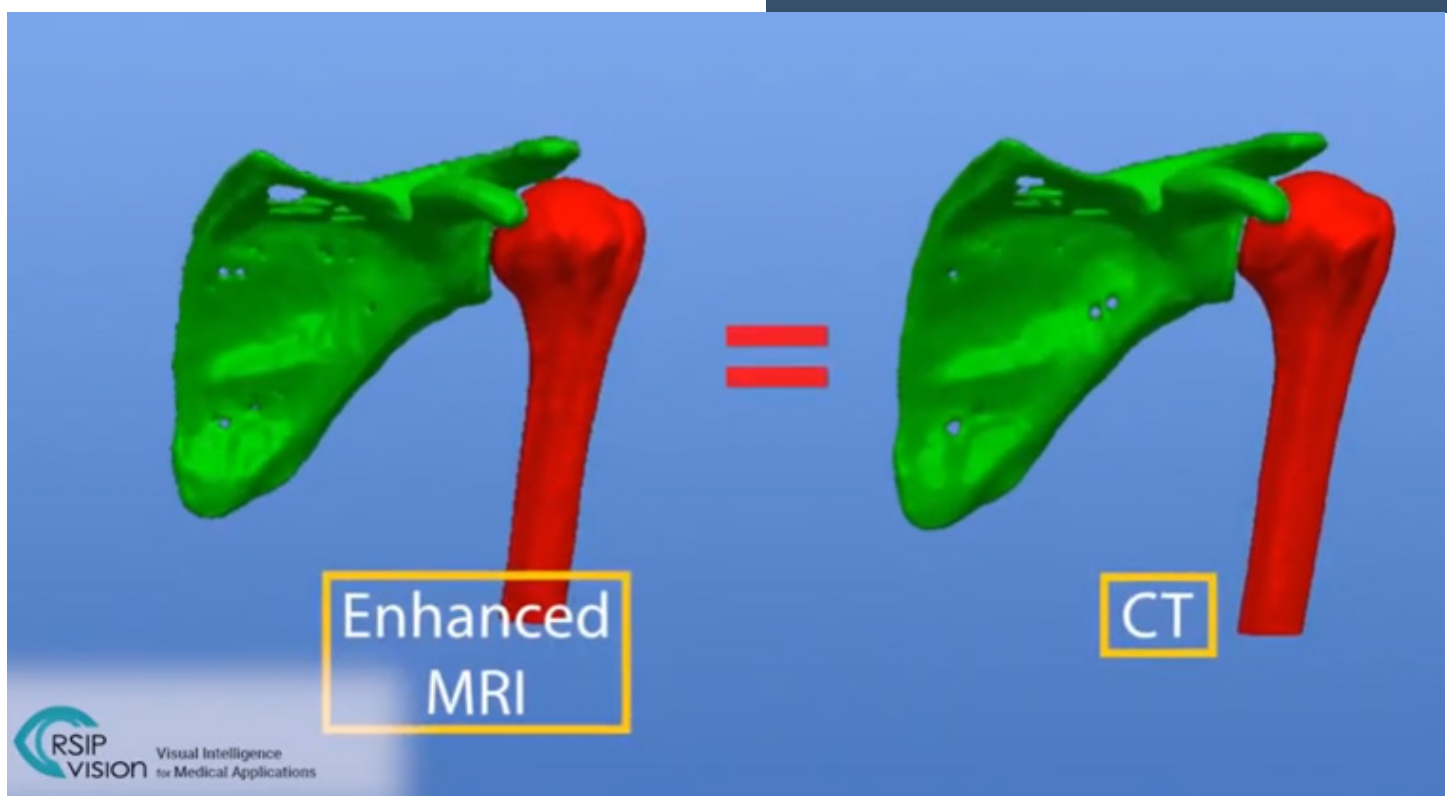 Enhanced
MRI
CT
RSIP
VISION
Visual Intelligence
for Medical Applications